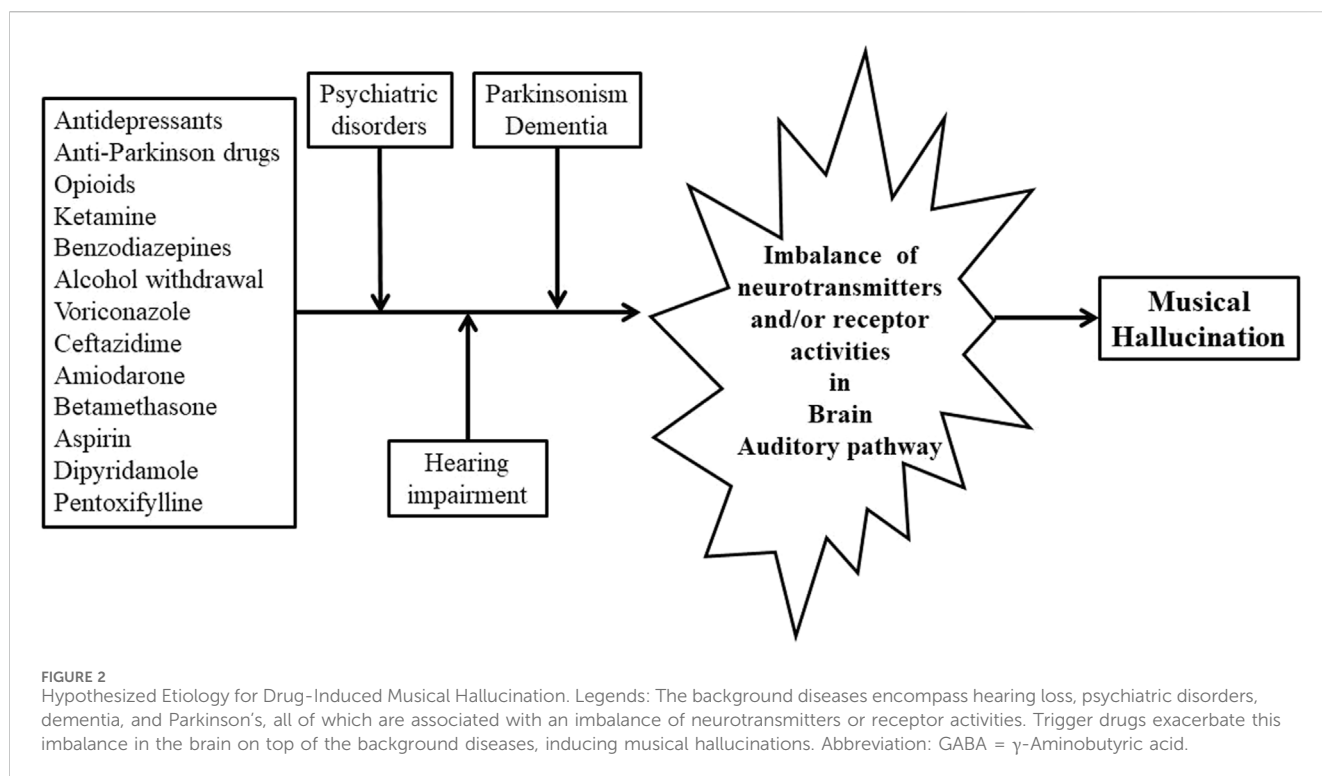 Antidepressants
Anti-Parkinson drugs
Opioids
Ketamine
Benzodiazepines
Alcohol withdrawal
Voriconazole
Ceftazidime
Amiodarone
Betamethasone
Aspirin
Dipyridamole
Pentoxifylline
Psychiatric
disorders
Parkinsonism
Dementia
Hearing
impairment
Imbalance of
neurotransmitters
and/or receptor
activities
in
Brain
Auditory pathway
Musical
Hallucination
FIGURE 2
Hypothesized Etiology for Drug-Induced Musical Hallucination. Legends: The background diseases encompass hearing loss, psychiatric disorders,
dementia, and Parkinson's, all of which are associated with an imbalance of neurotransmitters or receptor activities. Trigger drugs exacerbate this
imbalance in the brain on top of the background diseases, inducing musical hallucinations. Abbreviation: GABA = γ-Aminobutyric acid.